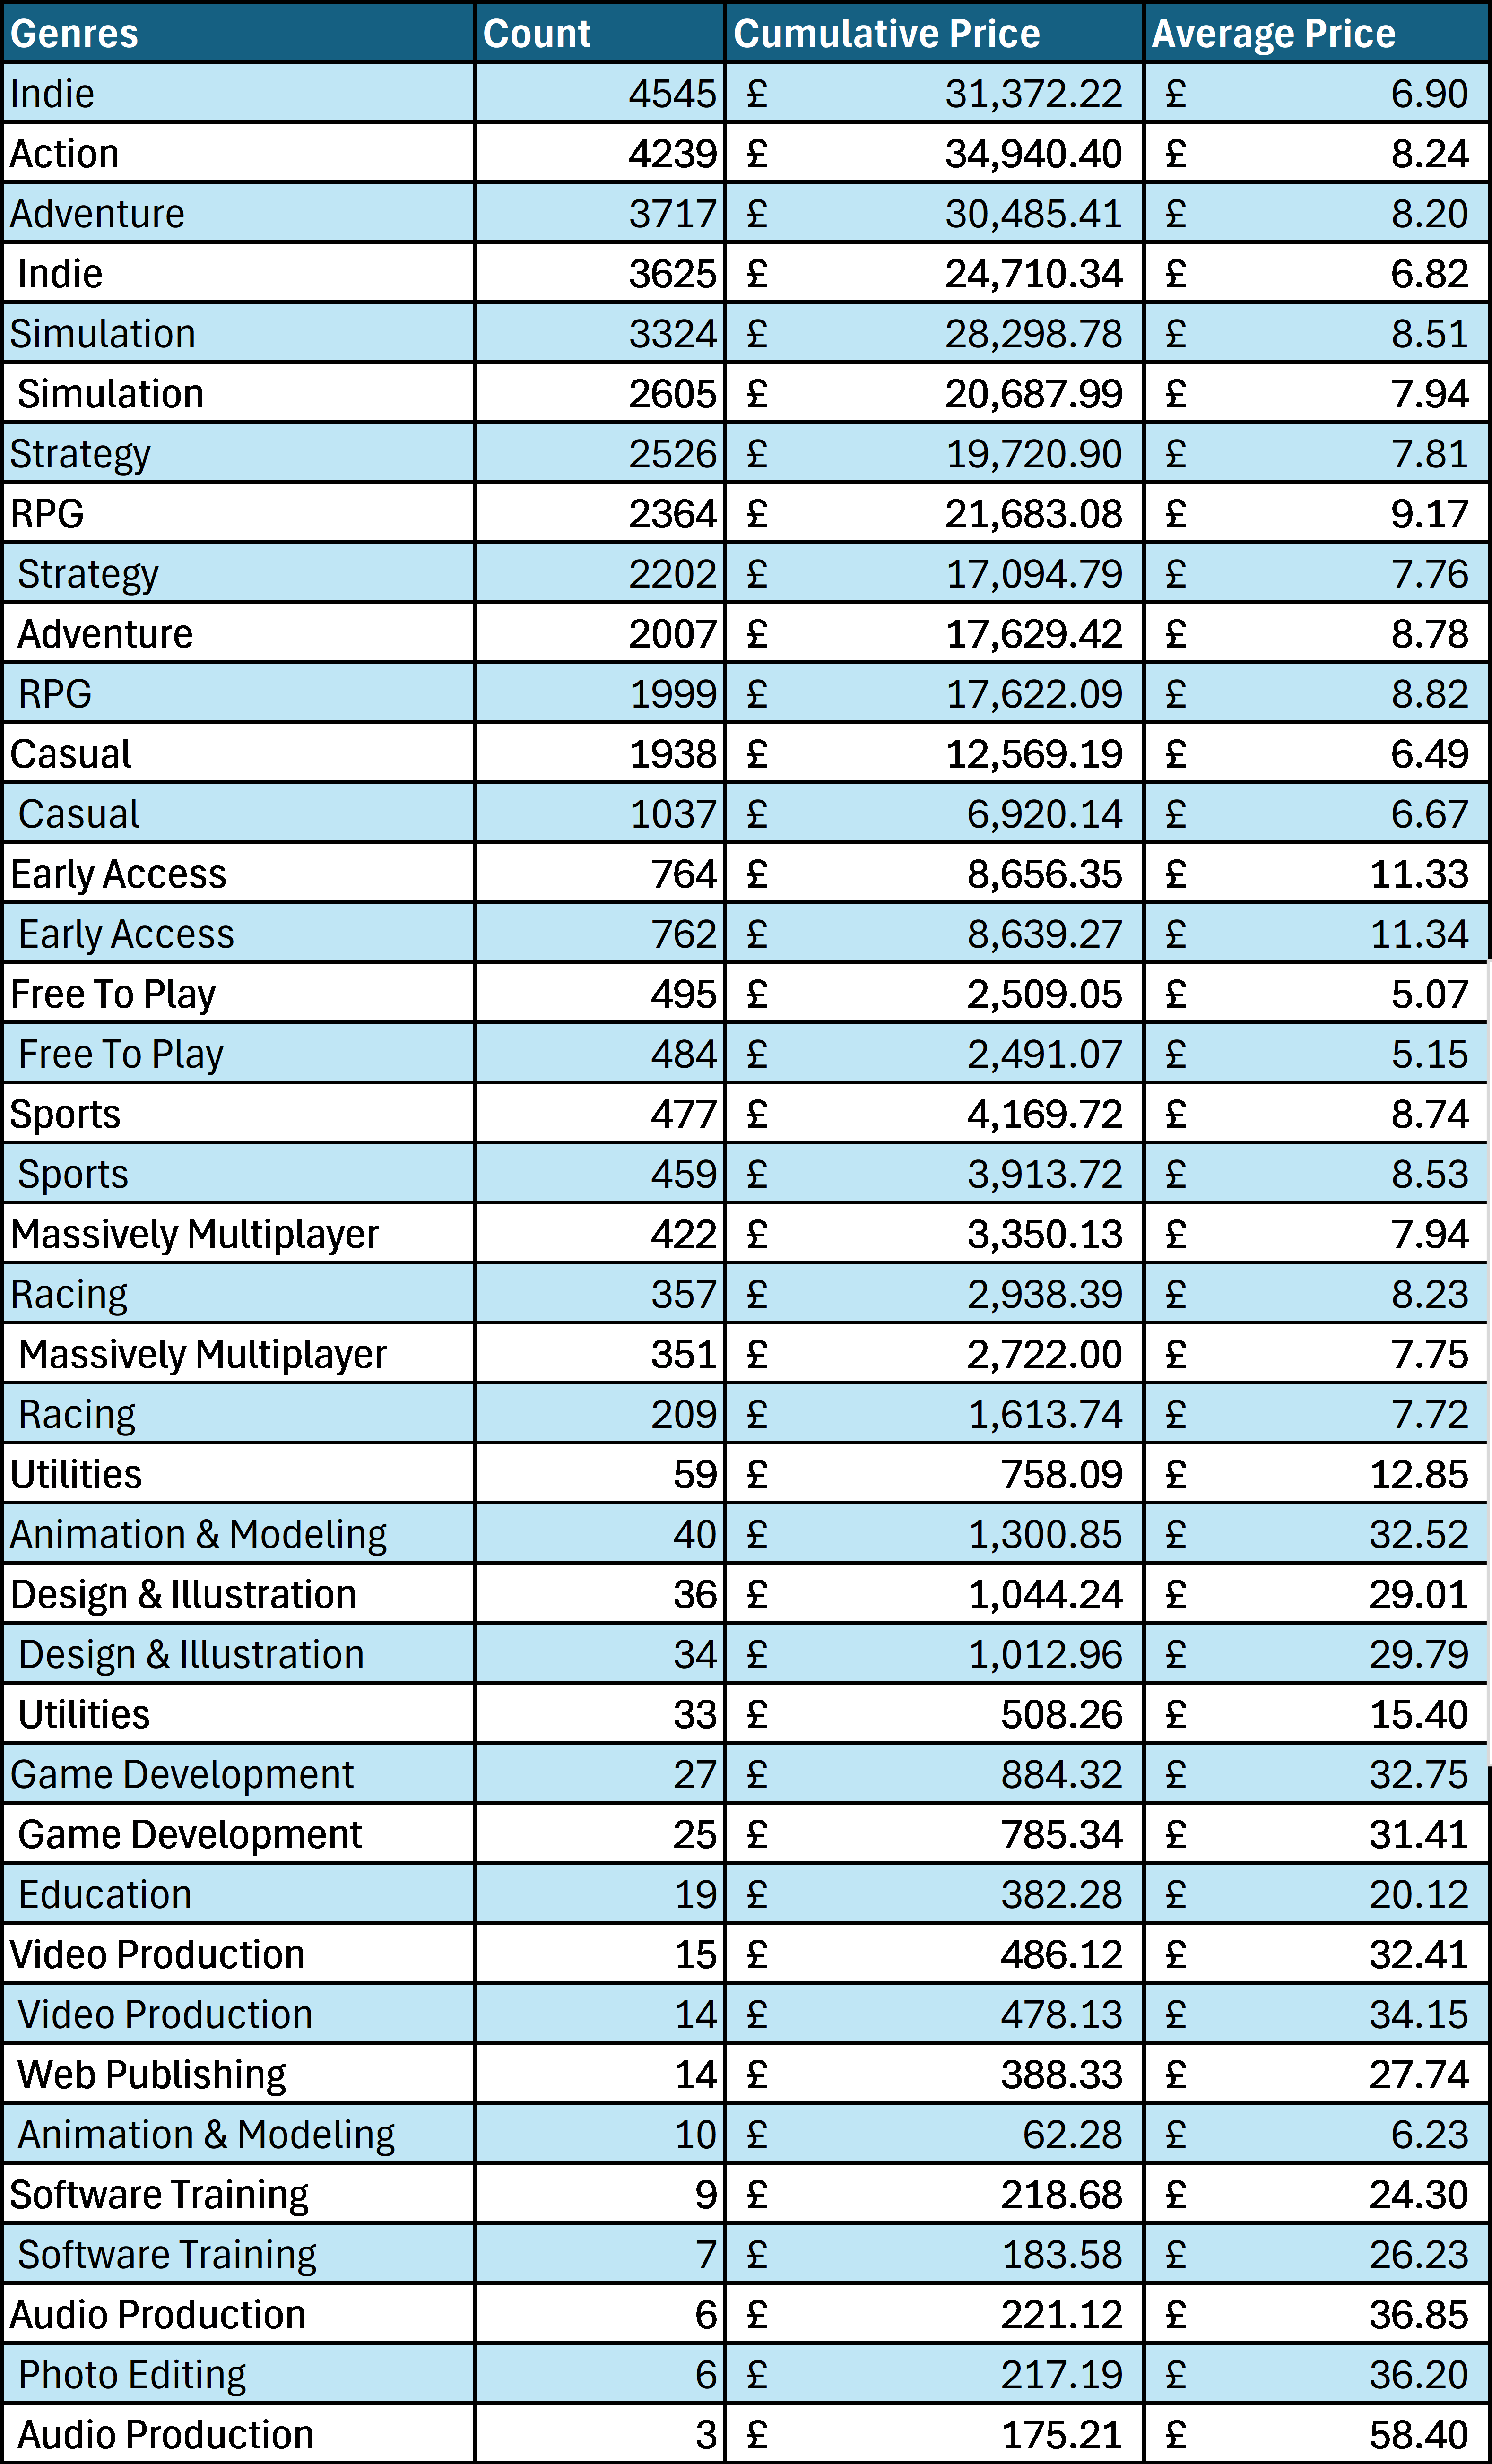 Genres Count Cumulative Price Average Price
Indie 4545 £ 31,372.22 £ 6.90
Action 4239 £ 34,940.40 £ 8.24
Adventure 3717 £ 30,485.41 £ 8.20
Indie 3625 £ 24,710.34 £ 6.82
Simulation 3324 £ 28,298.78 £ 8.51
Simulation 2605 £ 20,687.99 £ 7.94
Strategy 2526 £ 19,720.90 £ 7.81
RPG 2364 £ 21,683.08 £ 9.17
Strategy 2202 £ 17,094.79 £ 7.76
Adventure 2007 £ 17,629.42 £ 8.78
RPG 1999 £ 17,622.09 £ 8.82
Casual 1938 £ 12,569.19 £ 6.49
Casual 1037 £ 6,920.14 £ 6.67
Early Access 764 £ 8,656.35 £ 11.33
Early Access 762 £ 8,639.27 £ 11.34
Free To Play 495 £ 2,509.05 £ 5.07
Free To Play 484 £ 2,491.07 £ 5.15
Sports 477 £ 4,169.72 £ 8.74
Sports 459 £ 3,913.72 £ 8.53
Massively Multiplayer 422 £ 3,350.13 £ 7.94
Racing 357 £ 2,938.39 £ 8.23
Massively Multiplayer 351 £ 2,722.00 £ 7.75
Racing 209 £ 1,613.74 £ 7.72
Utilities 59 £ 758.09 £ 12.85
Animation & Modeling 40 £ 1,300.85 £ 32.52
Design & Illustration 36 £ 1,044.24 £ 29.01
Design & Illustration 34 £ 1,012.96 £ 29.79
Utilities 33 £ 508.26 £ 15.40
Game Development 27 £ 884.32 £ 32.75
Game Development 25 £ 785.34 £ 31.41
Education 19 £ 382.28 £ 20.12
Video Production 15 £ 486.12 £ 32.41
Video Production 14 £ 478.13 £ 34.15
Web Publishing 14 £ 388.33 £ 27.74
Animation & Modeling 10 £ 62.28 £ 6.23
Software Training 9 £ 218.68 £ 24.30
Software Training 7 £ 183.58 £ 26.23
Audio Production 6 £ 221.12 £ 36.85
Photo Editing 6 £ 217.19 £ 36.20
Audio Production 3 £ 175.21 £ 58.40